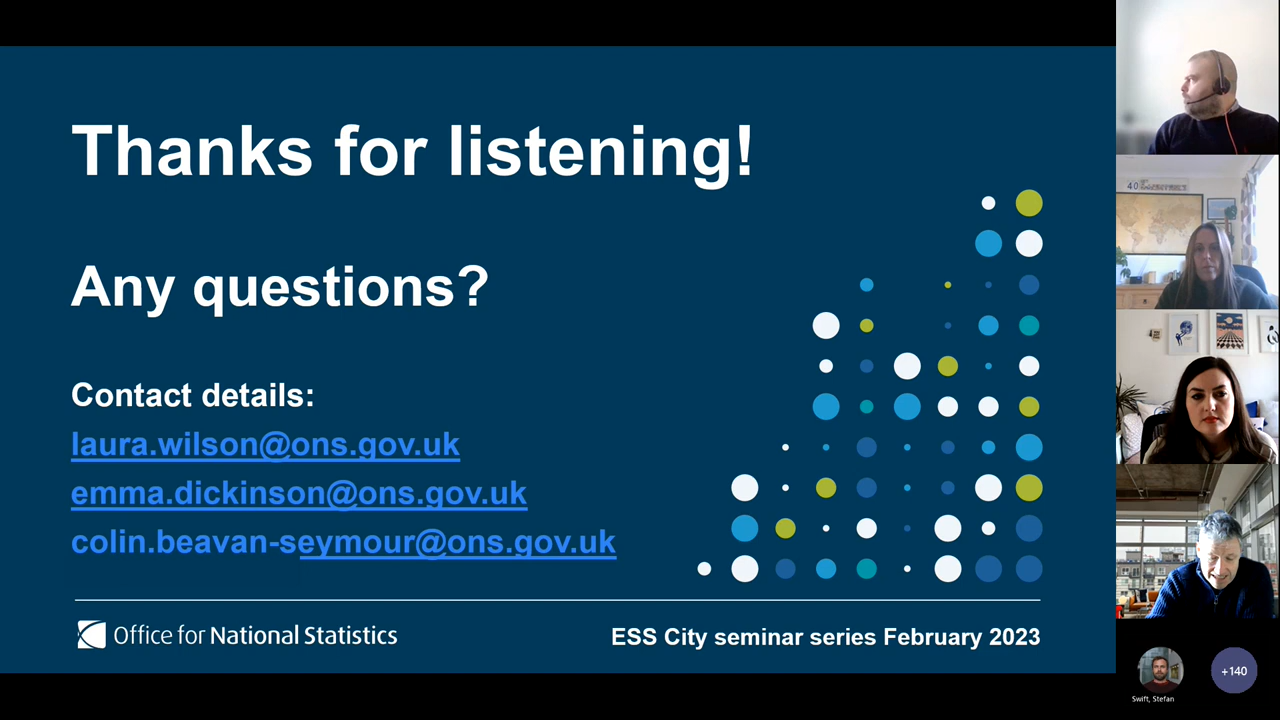 Thanks for listening!
Any questions?
Contact details:
laura.wilson@ons.gov.uk
emma.dickinson@ons.gov.uk
colin.beavan-seymour@ons.gov.uk
Office for National Statistics
ESS City seminar series February 2023
40
Swift, Stefan
+140